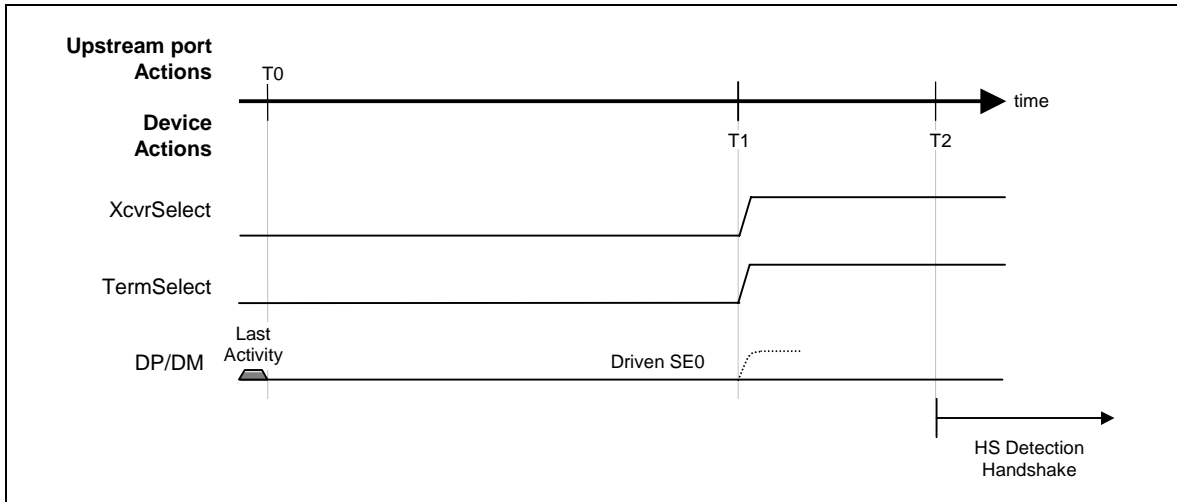 Upstream port
Actions
T0
time
Device
Actions
T1
T2
XcvrSelect
TermSelect
Last
Activity
DP/DM
Driven SE0
HS Detection
Handshake